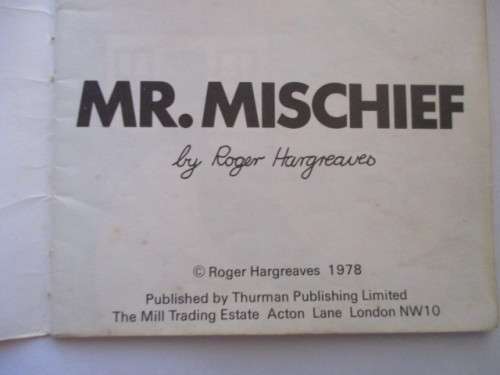 MR. MISCHIEF
by Roger Hargreaves
© Roger Hargreaves 1978
Published by Thurman Publishing Limited
The Mill Trading Estate Acton Lane London NW10